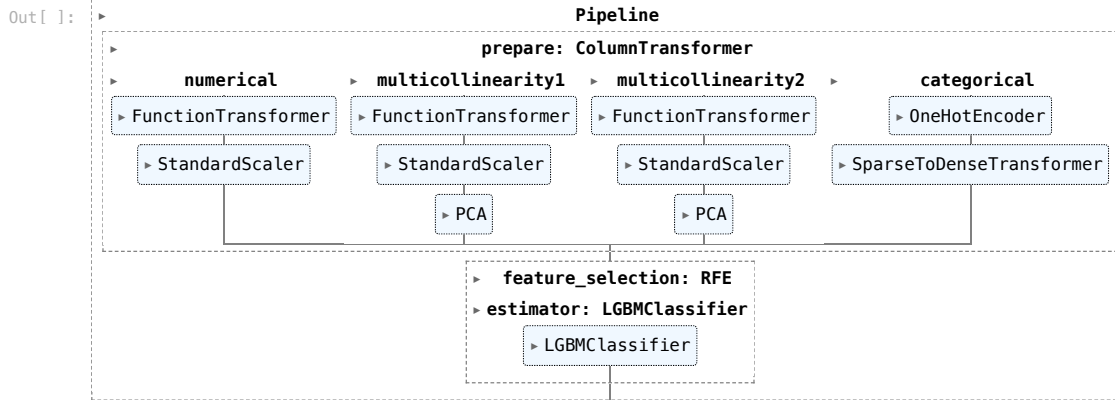 Out[ ]:
Pipeline
prepare: ColumnTransformer
numerical multicollinearity1 multicollinearity2 categorical
FunctionTransformer FunctionTransformer FunctionTransformer OneHotEncoder
StandardScaler StandardScaler StandardScaler SparseToDenseTransformer
PCA PCA
feature_selection: RFE
estimator: LGBMClassifier
LGBMClassifier